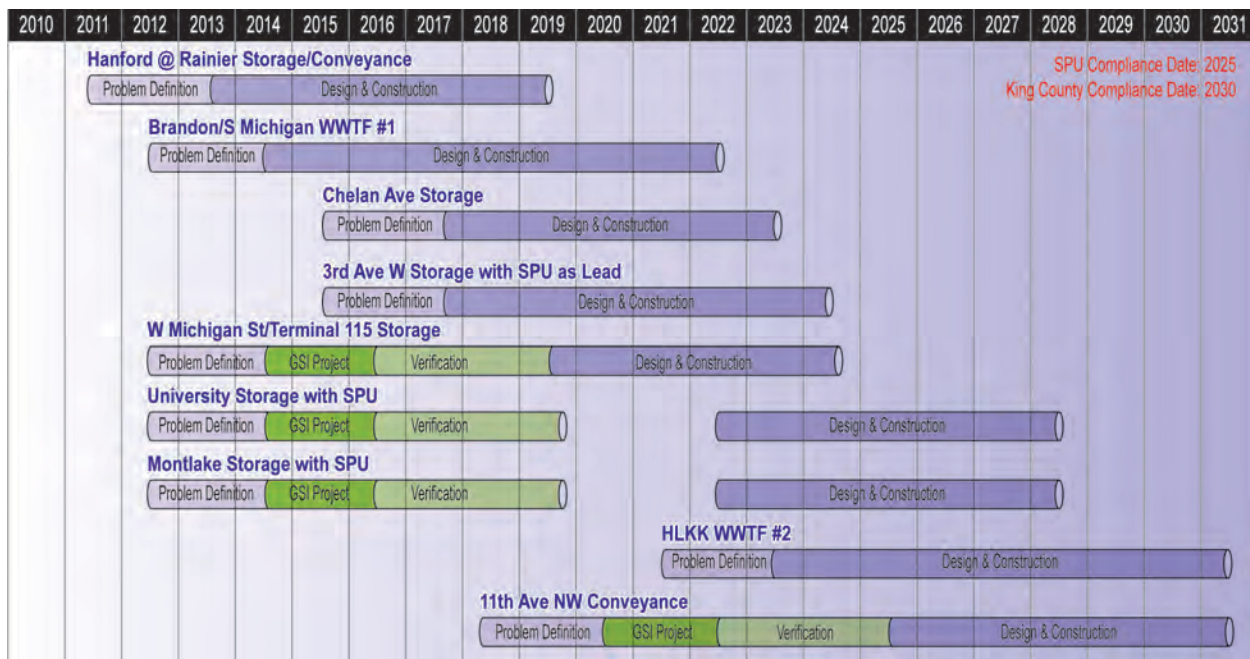 2010 2011 2012 2013 2014 2015 2016 2017 2018 2019 2020 2021 2022 2023 2024 2025 2026 2027 2028 2029 2030 2031
SPU Compliance Date: 2025
King County Compliance Date: 2030
Hanford @ Rainier Storage/Conveyance
Problem Definition Design & Construction
Brandon/S Michigan WWTF #1
Problem Definition Design & Construction
Chelan Ave Storage
Problem Definition Design & Construction
3rd Ave W Storage with SPU as Lead
Problem Definition Design & Construction
W Michigan St/Terminal 115 Storage
Problem Definition GSI Project Verification Design & Construction
University Storage with SPU
Problem Definition GSI Project Verification Design & Construction
Montlake Storage with SPU
Problem Definition GSI Project Verification Design & Construction
HLKK WWTF #2
Problem Definition Design & Construction
11th Ave NW Conveyance
Problem Definition GSI Project Verification Design & Construction